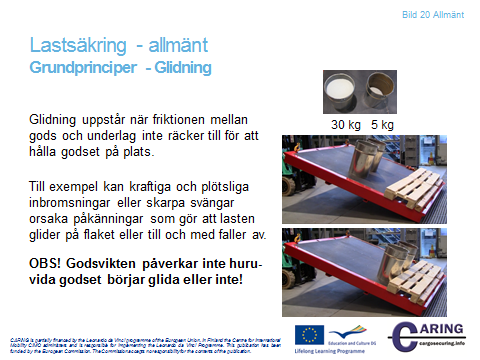 Bild 20 Allmänt
Lastsäkring - allmänt
Grundprinciper - Glidning
Glidning uppstår när friktionen mellan
gods och underlag inte räcker till för att
hålla godset på plats.
30 kg 5 kg
Till exempel kan kraftiga och plötsliga
inbromsningar eller skarpa svängar
orsaka påkänningar som gör att lasten
glider på flaket eller till och med faller av.
OBS! Godsvikten påverkar inte huru-
vida godset börjar glida eller inte!
CARING is partially financed by the Leonardo da Vinci programme of the European Union. In Finland the Centre for International
Mobility CIMO administers and is responsible for implementing the Leonardo da Vinci Programme. This publication has been
funded by the European Commission. The Commission accepts no responsibility for the contents of the publication.
Education and Culture DG
Lifelong Learning Programme
CARING
cargosecuring.info